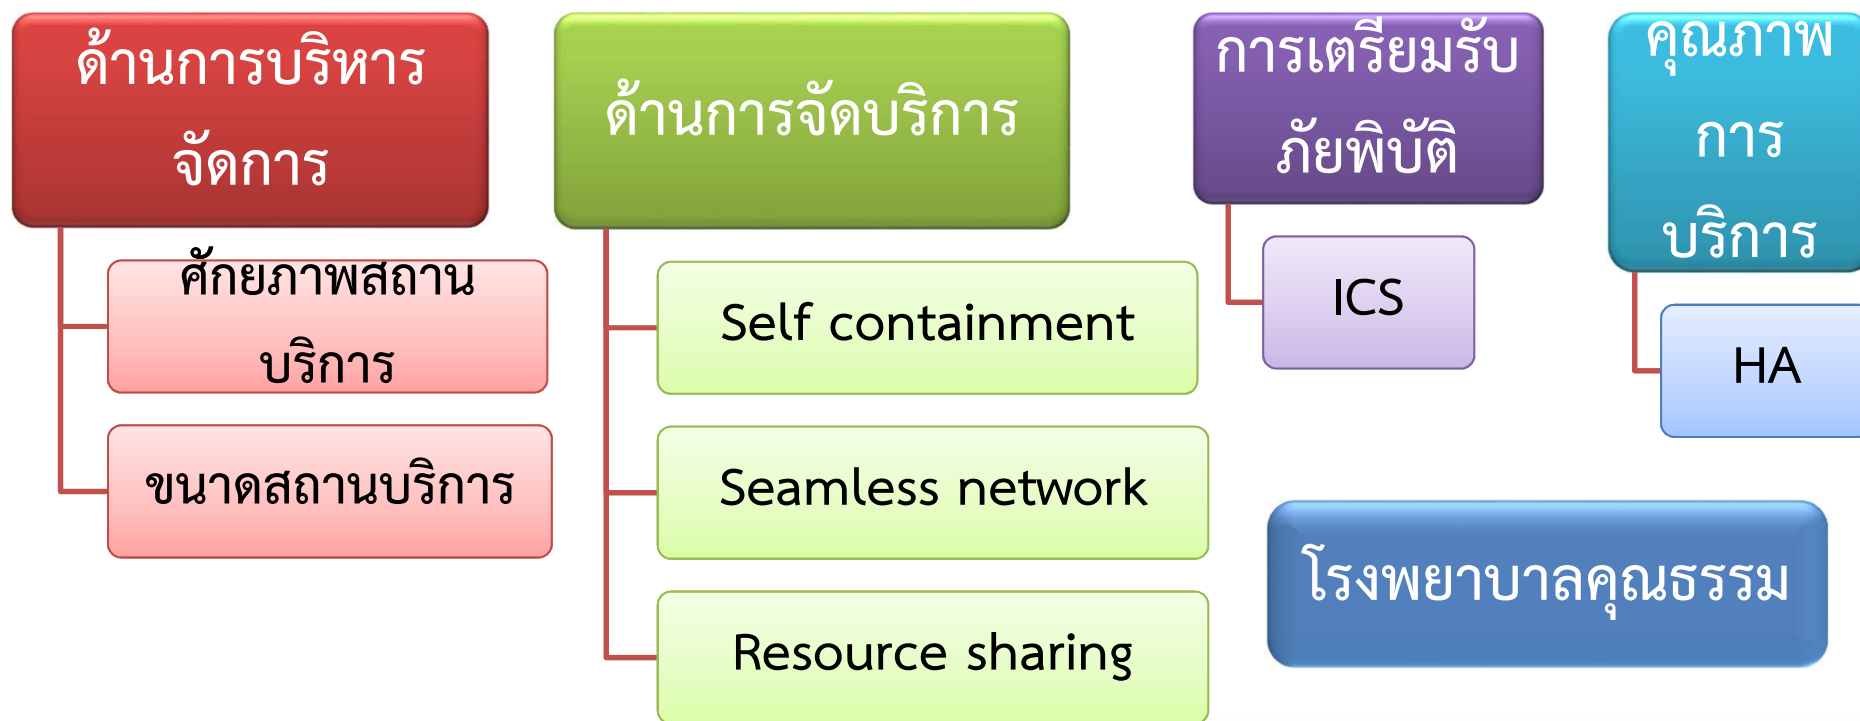 ด้านการบริหาร
จัดการ
ศักยภาพสถาน
บริการ
ขนาดสถานบริการ
ด้านการจัดบริการ
Self containment
Seamless network
Resource sharing
การเตรียมรับ
ภัยพิบัติ
ICS
คุณภาพ
การ
บริการ
HA
โรงพยาบาลคุณธรรม